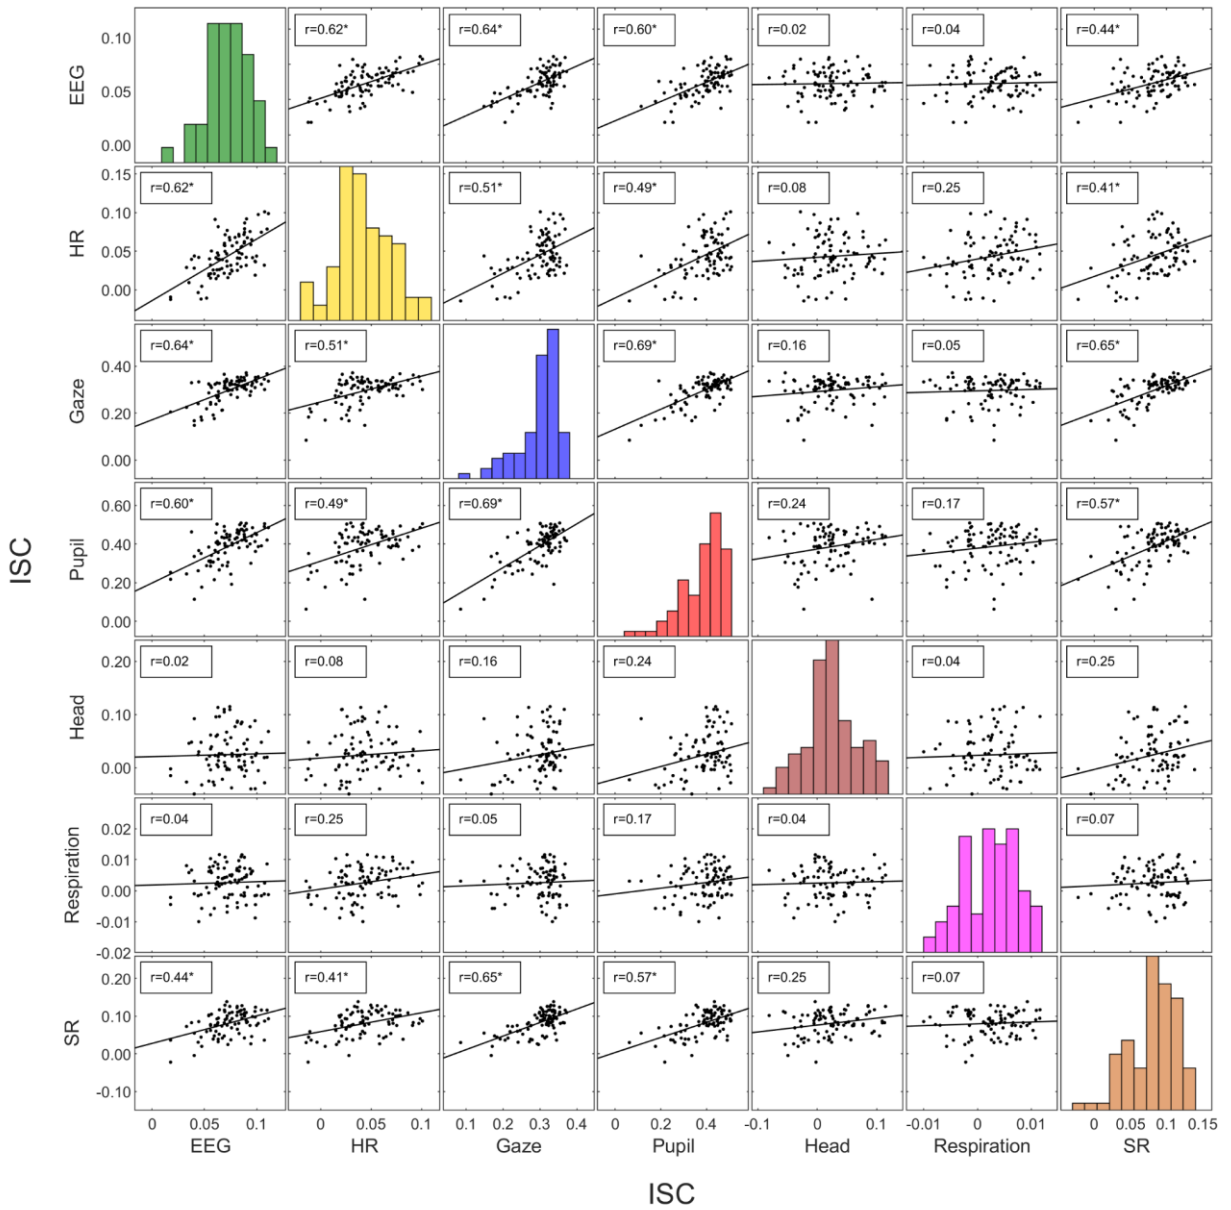 0.10
0.05
0.00
EEG
r=0.62*
r=0.64*
r=0.60*
r=0.02
r=0.04
r=0.44*
0.15
0.10
0.05
0.00
HR
r=0.62*
r=0.51*
r=0.49*
r=0.08
r=0.25
r=0.41*
0.40
0.20
0.00
Gaze
r=0.64*
r=0.51*
r=0.69*
r=0.16
r=0.05
r=0.65*
ISC
0.60
0.40
0.20
0.00
Pupil
r=0.60*
r=0.49*
r=0.69*
r=0.24
r=0.17
r=0.57*
0.20
0.10
0.00
Head
r=0.02
r=0.08
r=0.16
r=0.24
r=0.04
r=0.25
0.02
0.01
0.00
-0.01
-0.02
Respiration
r=0.04
r=0.25
r=0.05
r=0.17
r=0.04
r=0.07
0.20
0.10
0.00
-0.10
SR
r=0.44*
r=0.41*
r=0.65*
r=0.57*
r=0.25
r=0.07
0 0.05 0.1 0 0.05 0.1 0.1 0.2 0.3 0.4 0 0.2 0.4 -0.1 0 0.1 -0.01 0 0.01 0 0.05 0.1 0.15
EEG HR Gaze Pupil Head Respiration SR
ISC